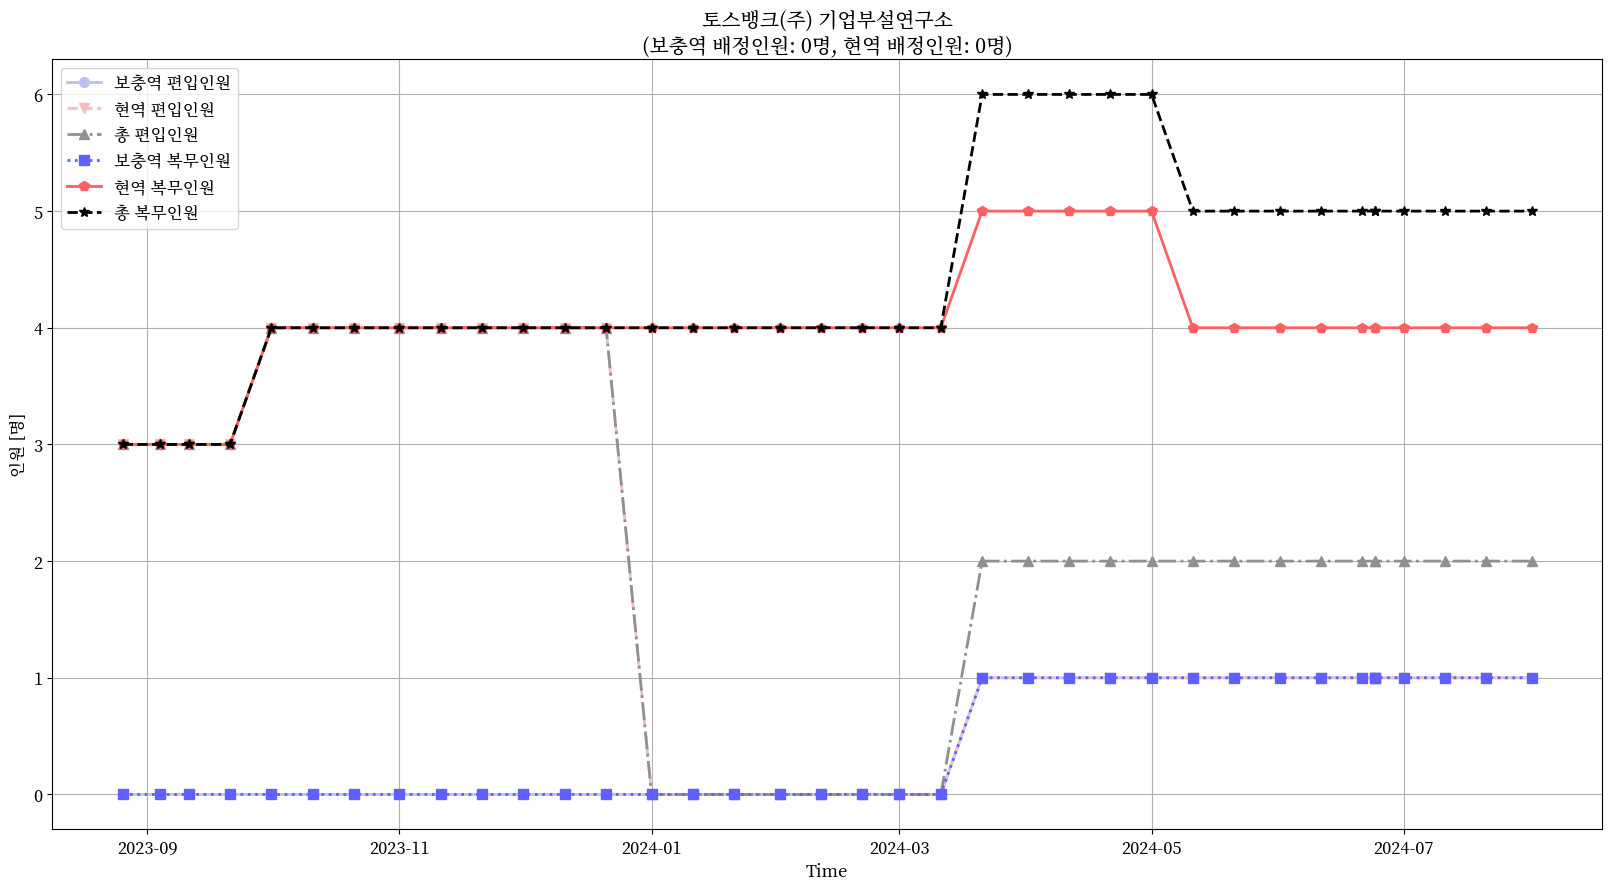 토스뱅크(주) 기업부설연구소
(보충역 배정인원: 0명, 현역 배정인원: 0명)
보충역 편입인원
현역 편입인원
총 편입인원
보충역 복무인원
현역 복무인원
총 복무인원
인원 [명]
6
5
4
3
2
1
0
2023-09
2023-11
2024-01
2024-03
2024-05
2024-07
Time